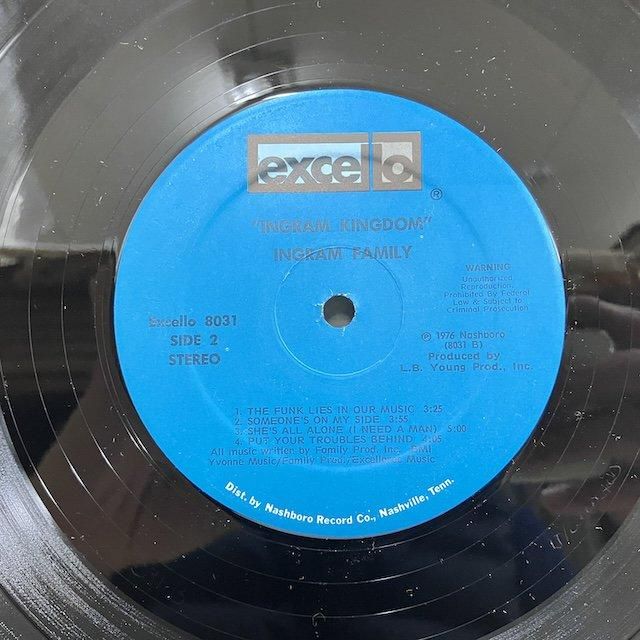 excello
®
"INGRAM KINGDOM"
INGRAM FAMILY
WARNING
Unauthorized
Reproduction
Prohibited By Federal
Law & Subject to
Criminal Prosecution
Excello 8031
SIDE 2
STEREO
℗ 1976 Nashboro
(8031 B)
Produced by
L.B. Young Prod., Inc.
1. THE FUNK LIES IN OUR MUSIC 3:25
2. SOMEONE'S ON MY SIDE 3:55
3. SHE'S ALL ALONE (I NEED A MAN) 5:00
4. PUT YOUR TROUBLES BEHIND 4:05
All music written by Family Prod. Inc. BMI
Yvonne Music/Family Prod./Excellorec Music
Dist. by Nashboro Record Co., Nashville, Tenn.